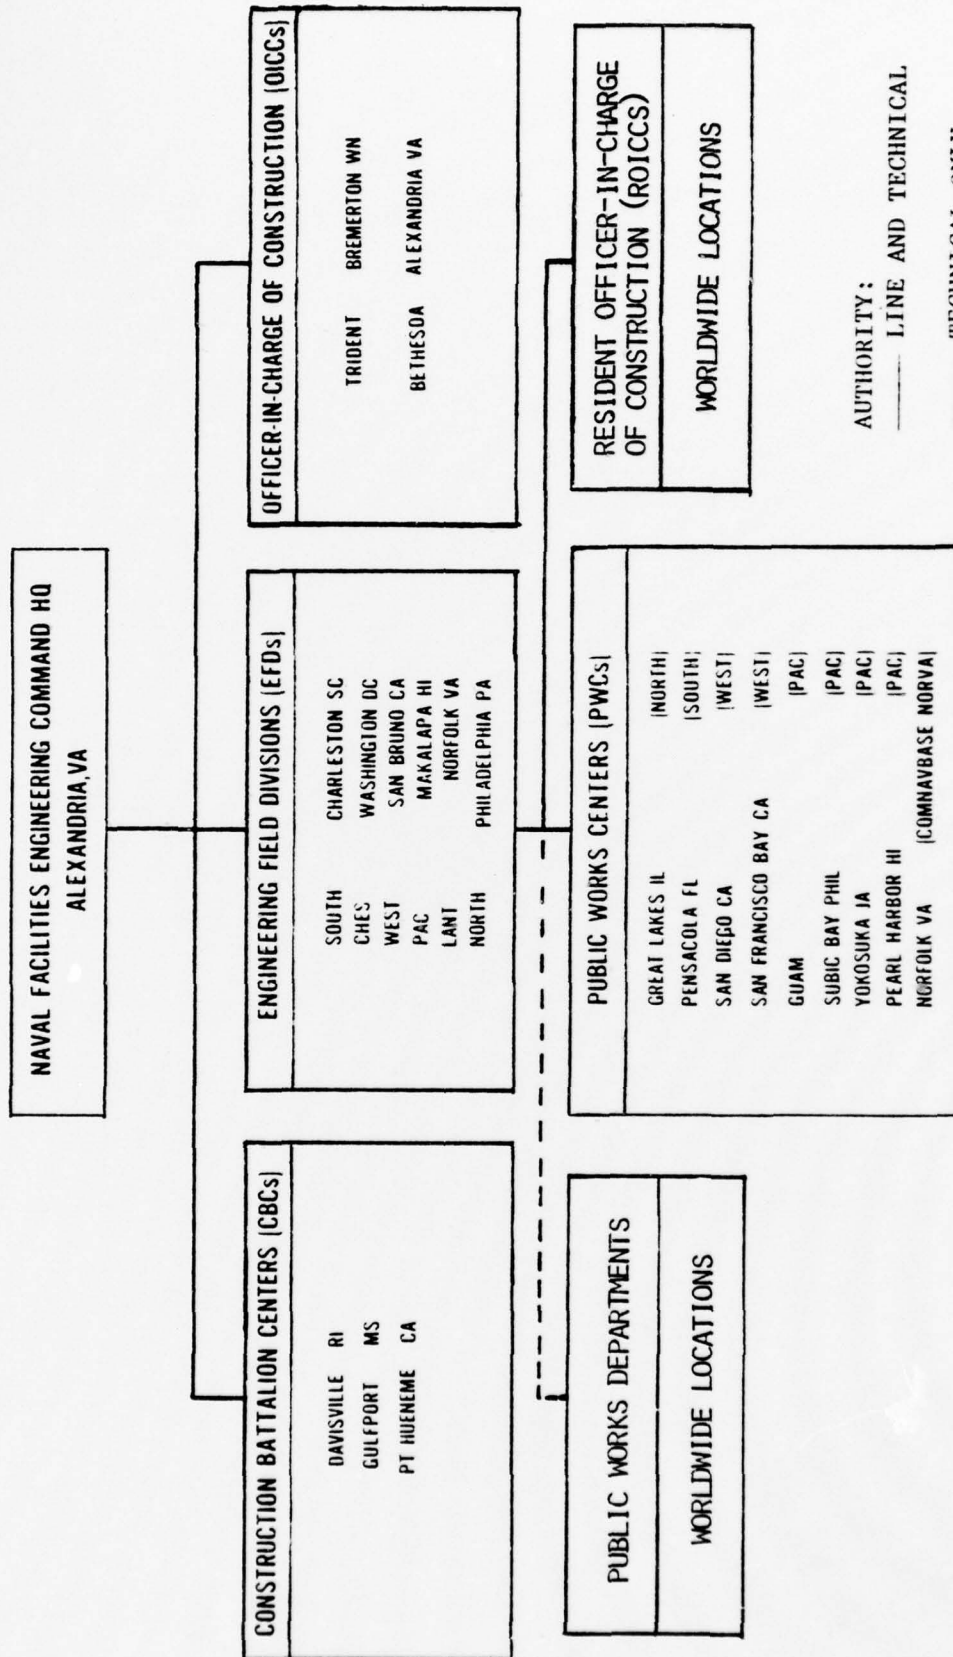 NAVAL FACILITIES ENGINEERING COMMAND HQ
ALEXANDRIA, VA
CONSTRUCTION BATTALION CENTERS (CBCs)
DAVISVILLE RI
GULFPORT MS
PT HUENEME CA
ENGINEERING FIELD DIVISIONS (EFDs)
SOUTH CHARLESTON SC
CHES WASHINGTON DC
WEST SAN BRUNO CA
PAC MAKALAPA HI
LANT NORFOLK VA
NORTH PHILADELPHIA PA
OFFICER-IN-CHARGE OF CONSTRUCTION (OICCs)
TRIDENT BREMERTON WN
BETHESDA ALEXANDRIA VA
PUBLIC WORKS DEPARTMENTS
WORLDWIDE LOCATIONS
PUBLIC WORKS CENTERS (PWCs)
GREAT LAKES IL (NORTH)
PENSACOLA FL (SOUTH)
SAN DIEGO CA (WEST)
SAN FRANCISCO BAY CA (WEST)
GUAM (PAC)
SUBIC BAY PHIL (PAC)
YOKOSUKA JA (PAC)
PEARL HARBOR HI (PAC)
NORFOLK VA (COMNAVBASE NORVA)
RESIDENT OFFICER-IN-CHARGE
OF CONSTRUCTION (ROICCS)
WORLDWIDE LOCATIONS
AUTHORITY:
LINE AND TECHNICAL